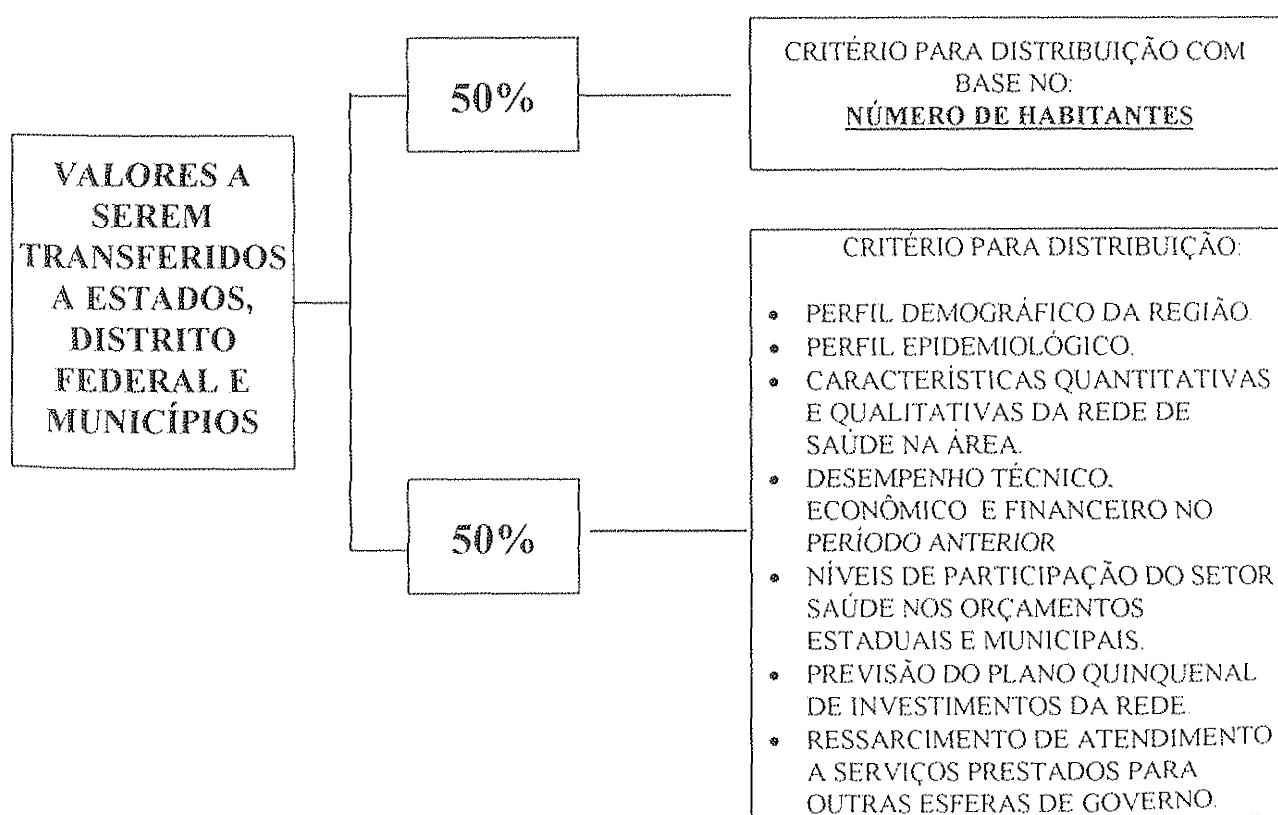 VALORES A
SEREM
TRANSFERIDOS
A ESTADOS,
DISTRITO
FEDERAL E
MUNICÍPIOS
50%
CRITÉRIO PARA DISTRIBUIÇÃO COM
BASE NO:
NÚMERO DE HABITANTES
50%
CRITÉRIO PARA DISTRIBUIÇÃO:
• PERFIL DEMOGRÁFICO DA REGIÃO.
• PERFIL EPIDEMIOLÓGICO.
• CARACTERÍSTICAS QUANTITATIVAS
E QUALITATIVAS DA REDE DE
SAÚDE NA ÁREA.
• DESEMPENHO TÉCNICO,
ECONÔMICO E FINANCEIRO NO
PERÍODO ANTERIOR
• NÍVEIS DE PARTICIPAÇÃO DO SETOR
SAÚDE NOS ORÇAMENTOS
ESTADUAIS E MUNICIPAIS.
• PREVISÃO DO PLANO QUINQUENAL
DE INVESTIMENTOS DA REDE.
• RESSARCIMENTO DE ATENDIMENTO
A SERVIÇOS PRESTADOS PARA
OUTRAS ESFERAS DE GOVERNO.